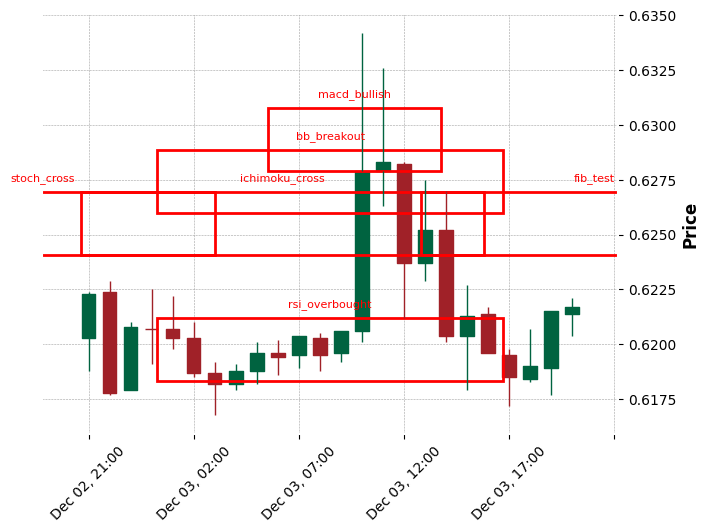 0.6350
0.6325
macd_bullish
0.6300
bb_breakout
stoch_cross
ichimoku_cross
fib_test
0.6275
Price
0.6250
rsi_overbought
0.6225
0.6200
0.6175
Dec 02, 21:00
Dec 03, 02:00
Dec 03, 07:00
Dec 03, 12:00
Dec 03, 17:00